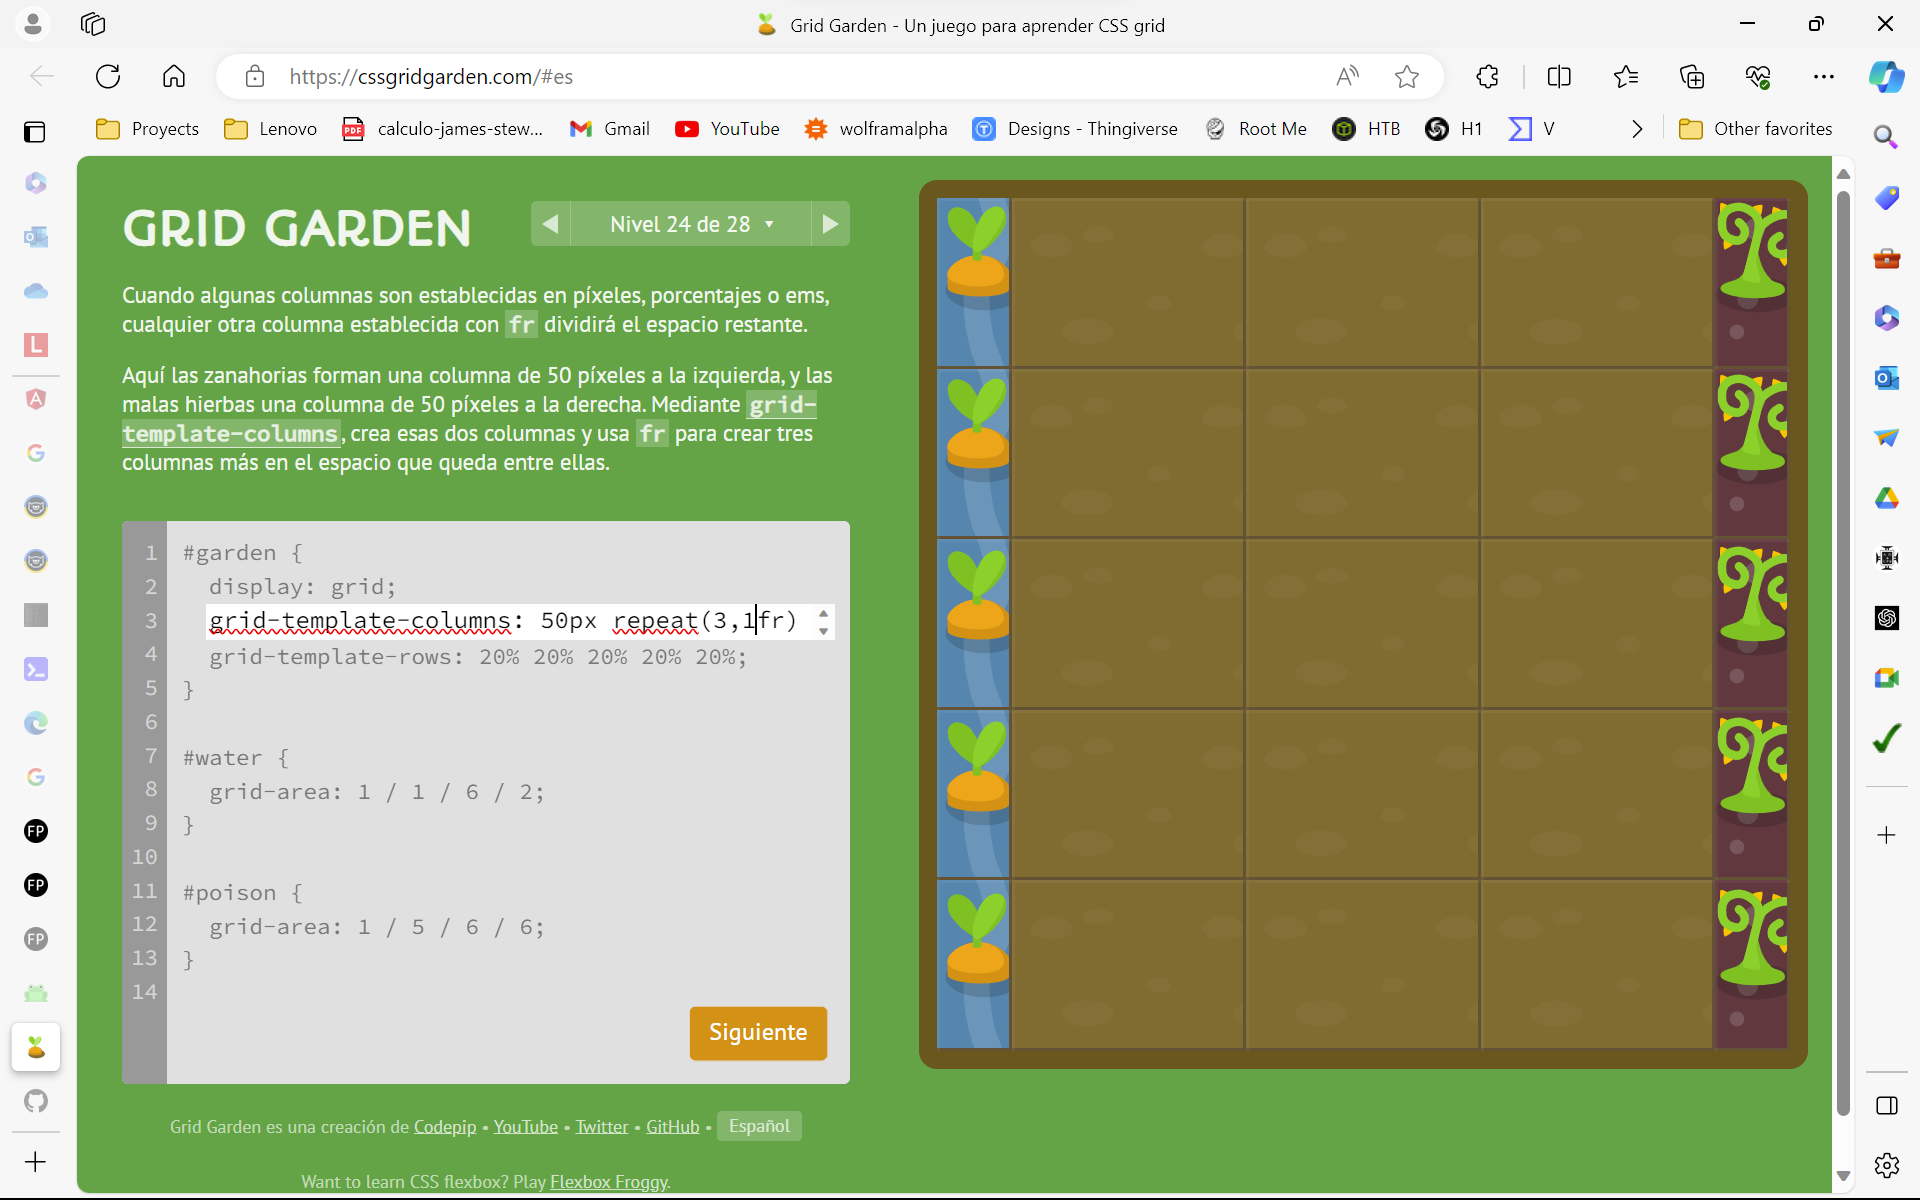 Grid Garden - Un juego para aprender CSS grid
https://cssgridgarden.com/#es
Proyects
Lenovo
calculo-james-stew...
Gmail
YouTube
wolframalpha
Designs - Thingiverse
Root Me
HTB
H1
V
Other favorites
GRID GARDEN
Nivel 24 de 28
Cuando algunas columnas son establecidas en píxeles, porcentajes o ems,
cualquier otra columna establecida con fr dividirá el espacio restante.
Aquí las zanahorias forman una columna de 50 píxeles a la izquierda, y las
malas hierbas una columna de 50 píxeles a la derecha. Mediante grid-
template-columns, crea esas dos columnas y usa fr para crear tres
columnas más en el espacio que queda entre ellas.
1 #garden {
2 display: grid;
3 grid-template-columns: 50px repeat(3,1fr)
4 grid-template-rows: 20% 20% 20% 20% 20%;
5 }
6
7 #water {
8 grid-area: 1 / 1 / 6 / 2;
9 }
10
11 #poison {
12 grid-area: 1 / 5 / 6 / 6;
13 }
14
Siguiente
Grid Garden es una creación de Codepip • YouTube • Twitter • GitHub • Español
Want to learn CSS flexbox? Play Flexbox Froggy.